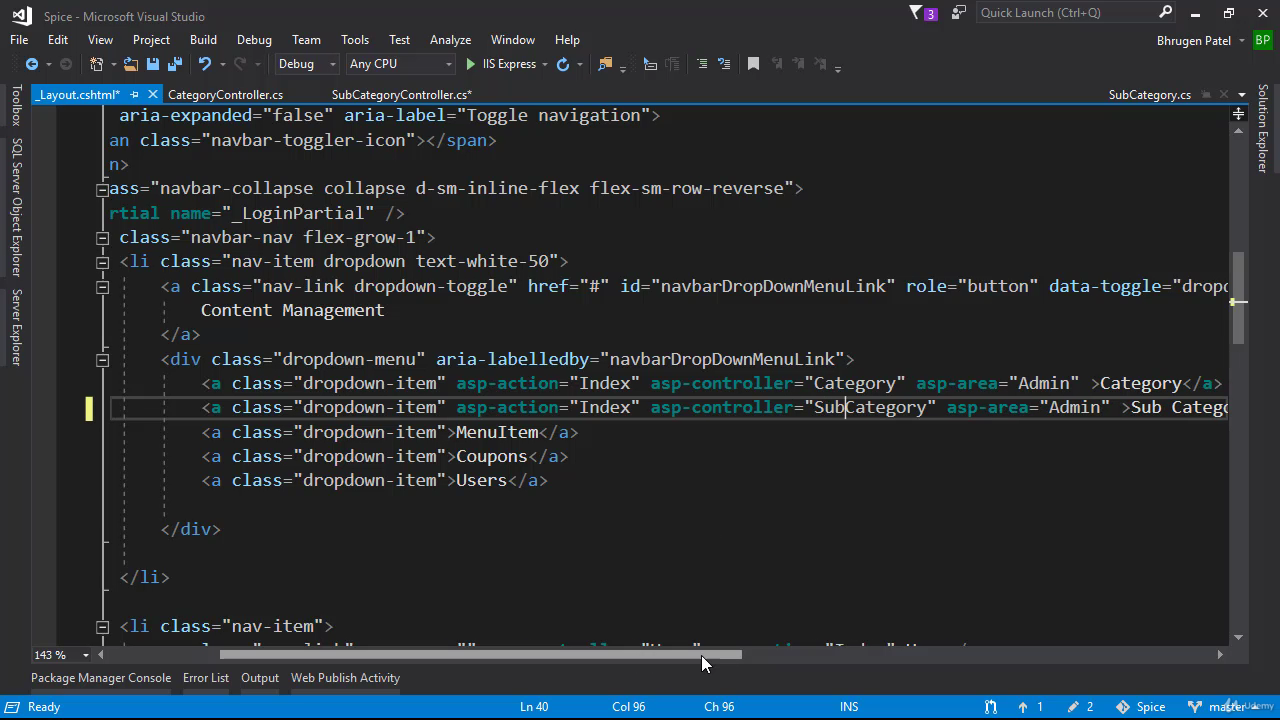 Spice - Microsoft Visual Studio
3
Quick Launch (Ctrl+Q)
File Edit View Project Build Debug Team Tools Test Analyze Window Help
Bhrugen Patel BP
Debug Any CPU IIS Express
_Layout.cshtml* CategoryController.cs SubCategoryController.cs* SubCategory.cs
Toolbox
SQL Server Object Explorer
Server Explorer
Solution Explorer
aria-expanded="false" aria-label="Toggle navigation">
an class="navbar-toggler-icon"></span>
n>
ass="navbar-collapse collapse d-sm-inline-flex flex-sm-row-reverse">
rtial name="_LoginPartial" />
class="navbar-nav flex-grow-1">
<li class="nav-item dropdown text-white-50">
<a class="nav-link dropdown-toggle" href="#" id="navbarDropDownMenuLink" role="button" data-toggle="dropd
Content Management
</a>
<div class="dropdown-menu" aria-labelledby="navbarDropDownMenuLink">
<a class="dropdown-item" asp-action="Index" asp-controller="Category" asp-area="Admin" >Category</a>
<a class="dropdown-item" asp-action="Index" asp-controller="SubCategory" asp-area="Admin" >Sub Catego
<a class="dropdown-item">MenuItem</a>
<a class="dropdown-item">Coupons</a>
<a class="dropdown-item">Users</a>
</div>
</li>
<li class="nav-item">
143 %
Package Manager Console Error List Output Web Publish Activity
Ready Ln 40 Col 96 Ch 96 INS 1 2 Spice master
Udemy